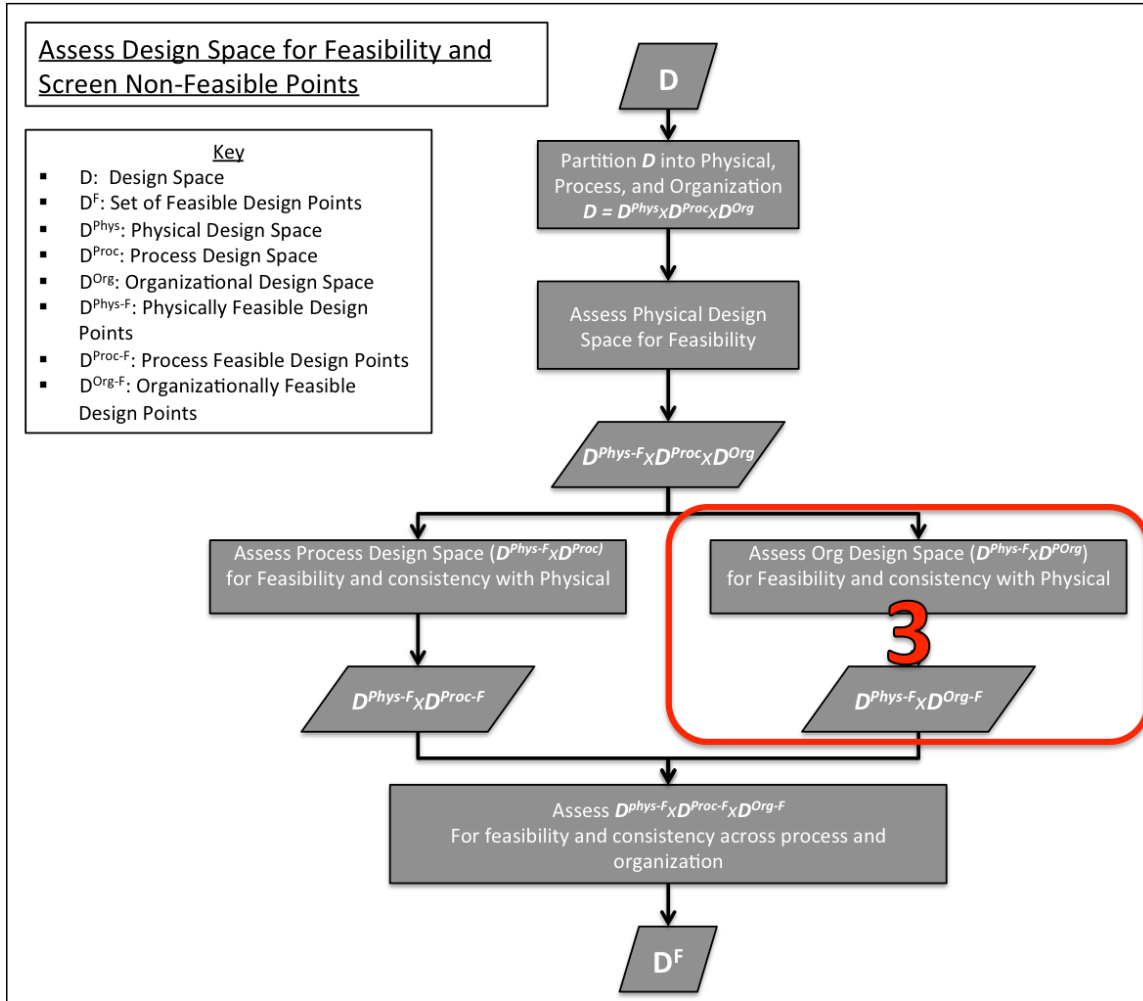 Assess Design Space for Feasibility and
Screen Non-Feasible Points
Key
▪ D: Design Space
▪ D^F: Set of Feasible Design Points
▪ D^Phys: Physical Design Space
▪ D^Proc: Process Design Space
▪ D^Org: Organizational Design Space
▪ D^Phys-F: Physically Feasible Design
Points
▪ D^Proc-F: Process Feasible Design Points
▪ D^Org-F: Organizationally Feasible
Design Points
D
Partition D into Physical,
Process, and Organization
D = D^Phys x D^Proc x D^Org
Assess Physical Design
Space for Feasibility
D^Phys-F x D^Proc x D^Org
Assess Process Design Space (D^Phys-F x D^Proc)
for Feasibility and consistency with Physical
Assess Org Design Space (D^Phys-F x D^POrg)
for Feasibility and consistency with Physical
3
D^Phys-F x D^Proc-F
D^Phys-F x D^Org-F
Assess D^phys-F x D^Proc-F x D^Org-F
For feasibility and consistency across process and
organization
D^F